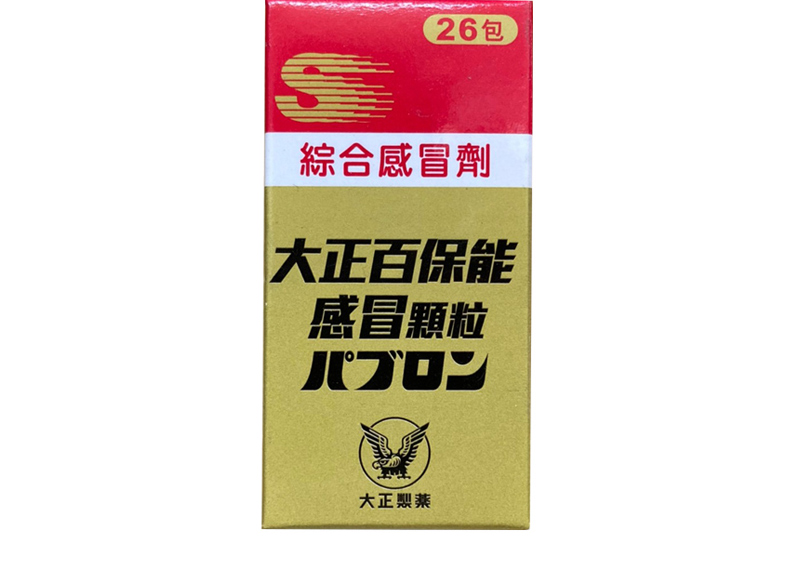 26包
S
綜合感冒劑
大正百保能
感冒顆粒
パブロン
大正製薬